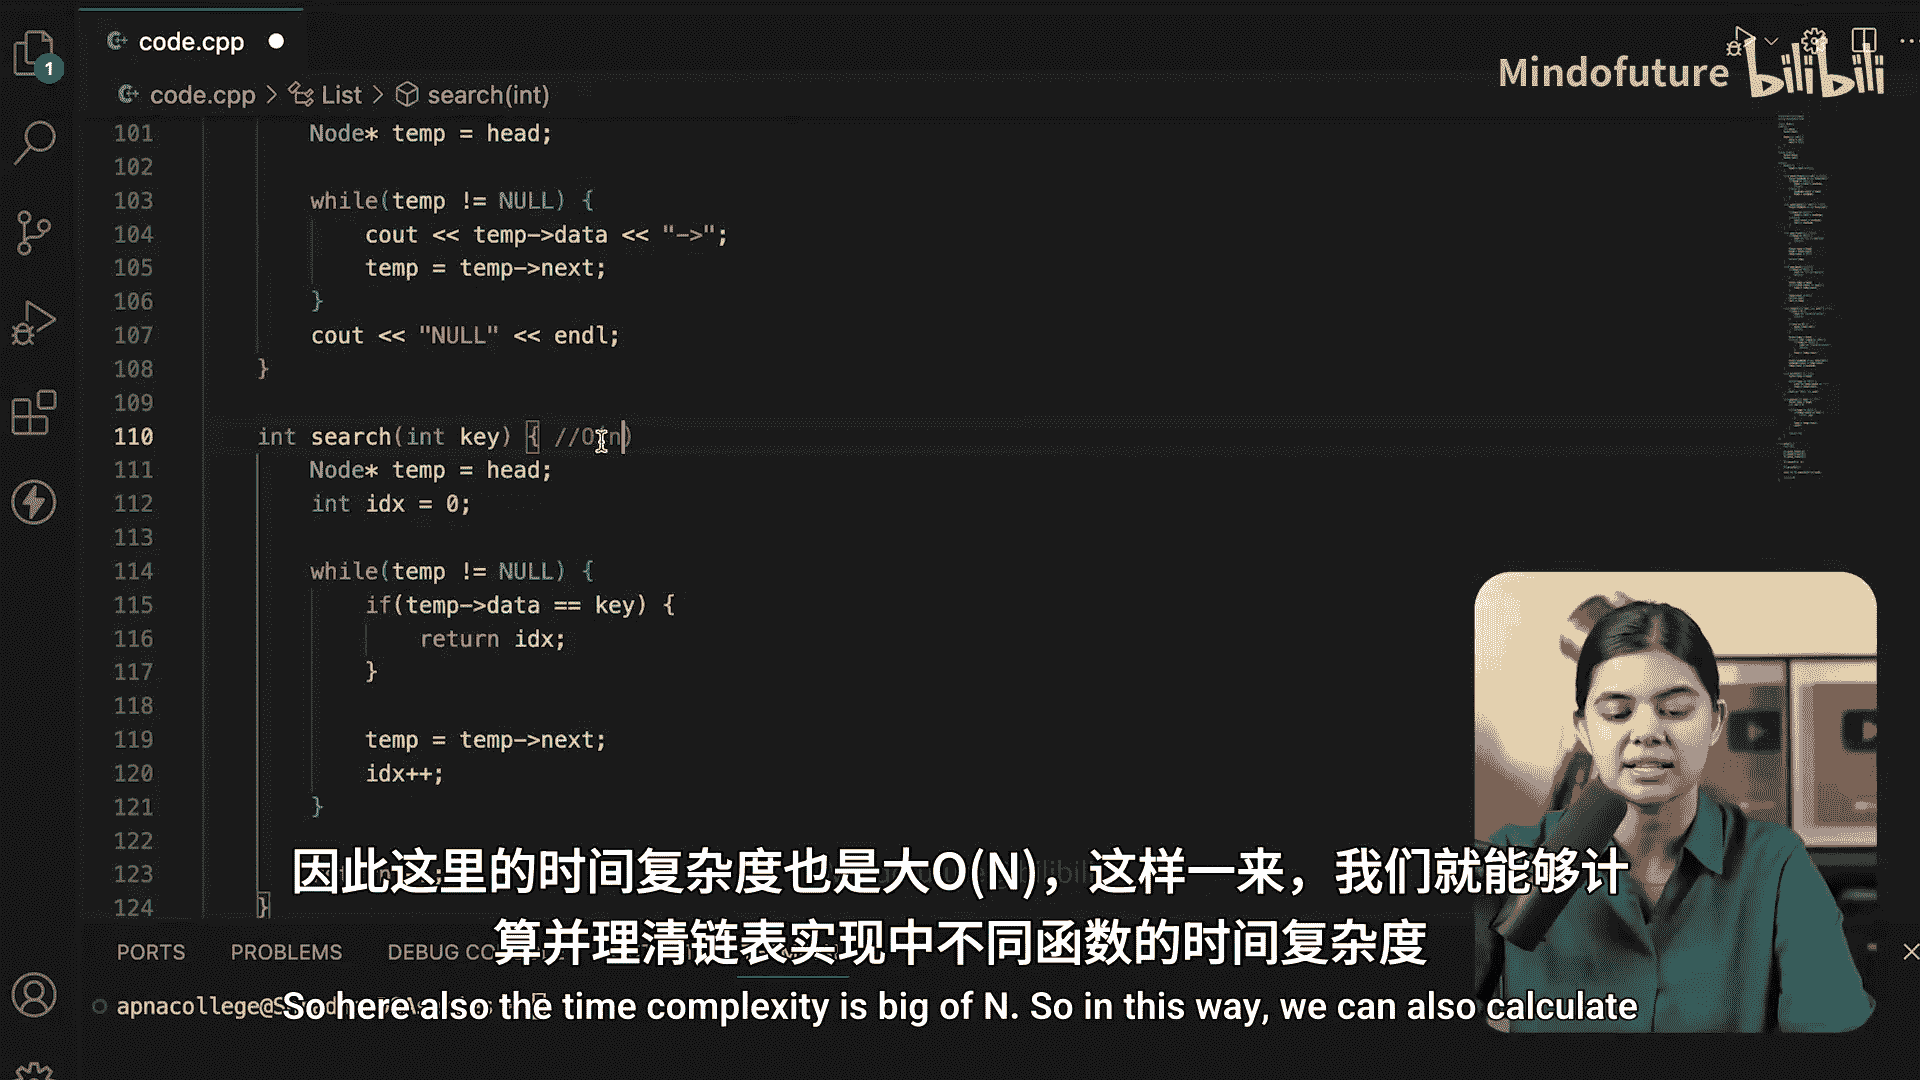 code.cpp
Mindofuture bilibili
code.cpp > List > search(int)
1
101 Node* temp = head;
102
103 while(temp != NULL) {
104 cout << temp->data << "->";
105 temp = temp->next;
106 }
107 cout << "NULL" << endl;
108 }
109
110 int search(int key) { //O(n)
111 Node* temp = head;
112 int idx = 0;
113
114 while(temp != NULL) {
115 if(temp->data == key) {
116 return idx;
117 }
118
119 temp = temp->next;
120 idx++;
121 }
122
123
124 }
因此这里的时间复杂度也是大O(N)，这样一来，我们就能够计
算并理清链表实现中不同函数的时间复杂度
PORTS PROBLEMS DEBUG CO
apnacollege@S
So here also the time complexity is big of N. So in this way, we can also calculate